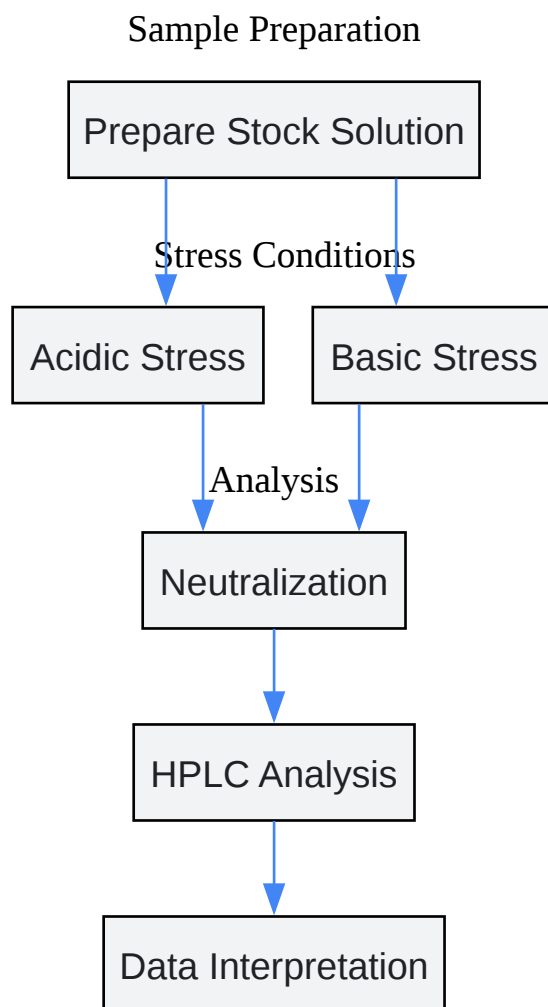 Sample Preparation
Prepare Stock Solution
Stress Conditions
Acidic Stress
Basic Stress
Analysis
Neutralization
HPLC Analysis
Data Interpretation